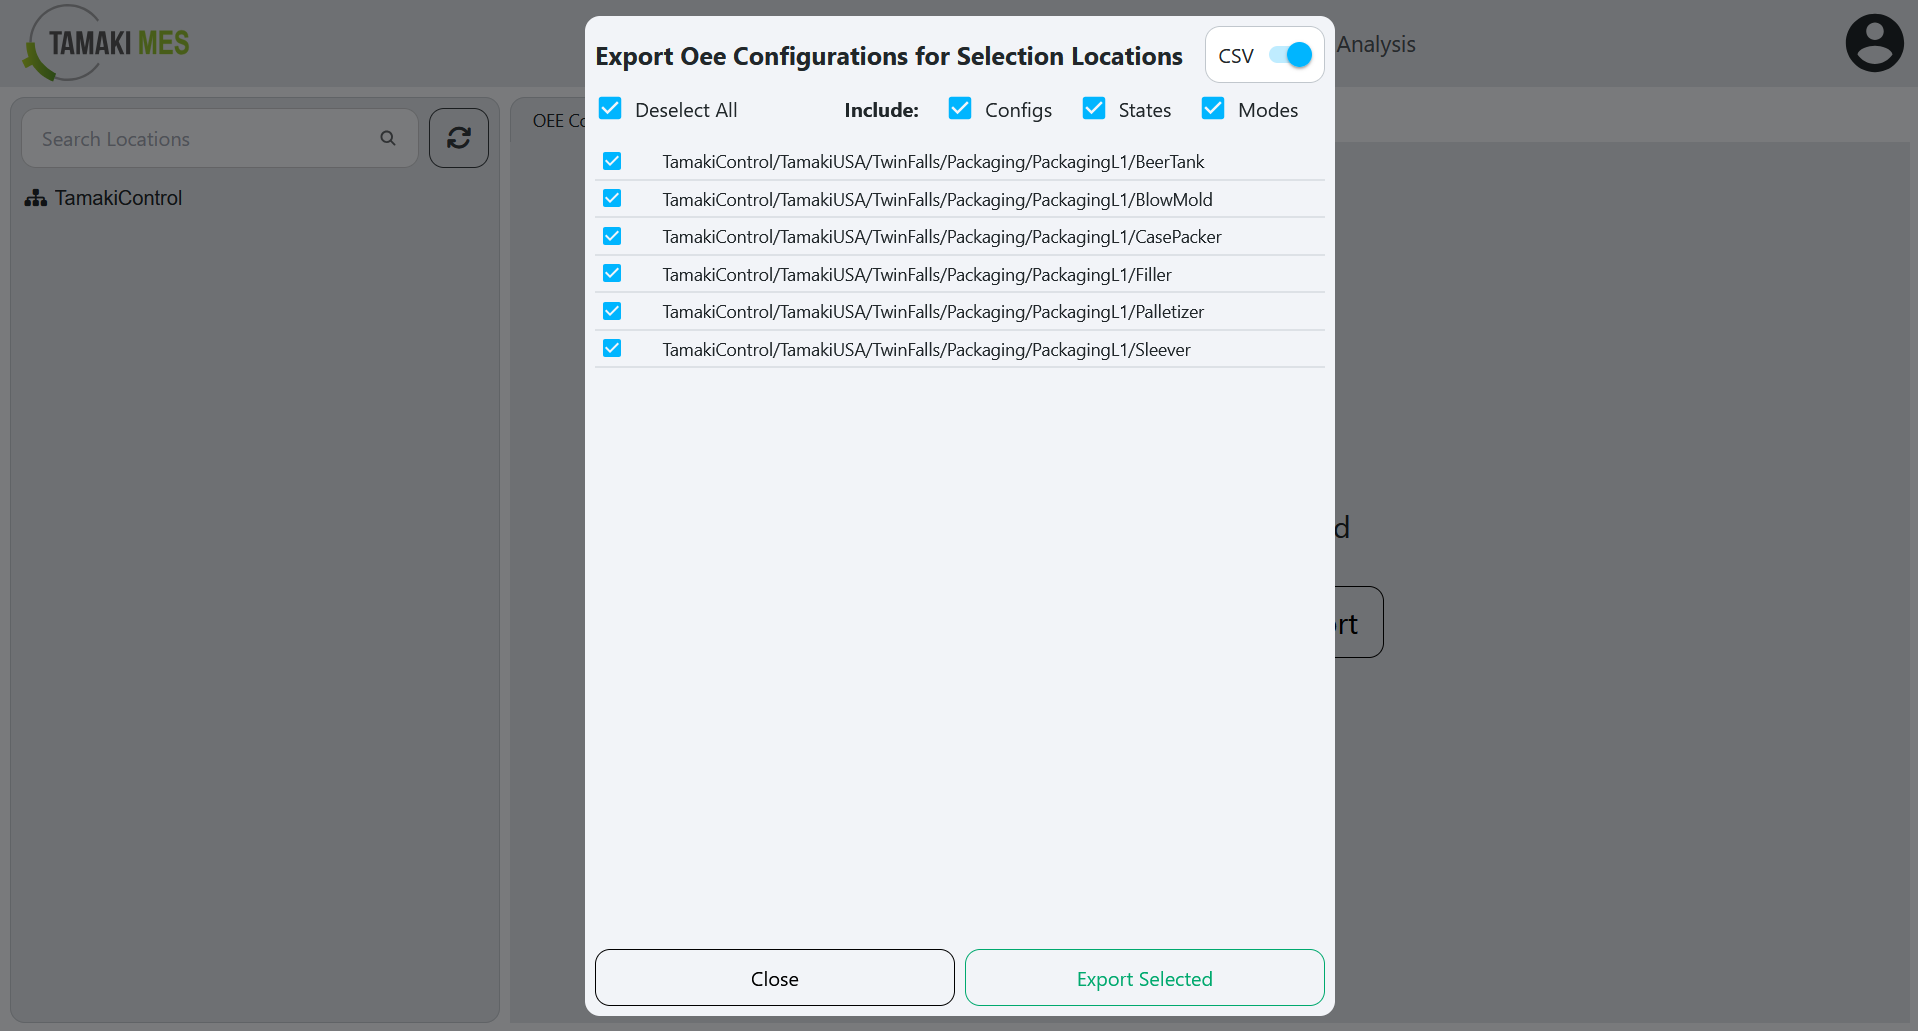 TAMAKI MES
Analysis
Export Oee Configurations for Selection Locations
CSV
Deselect All
Include:
Configs
States
Modes
Search Locations
OEE Co
TamakiControl
TamakiControl/TamakiUSA/TwinFalls/Packaging/PackagingL1/BeerTank
TamakiControl/TamakiUSA/TwinFalls/Packaging/PackagingL1/BlowMold
TamakiControl/TamakiUSA/TwinFalls/Packaging/PackagingL1/CasePacker
TamakiControl/TamakiUSA/TwinFalls/Packaging/PackagingL1/Filler
TamakiControl/TamakiUSA/TwinFalls/Packaging/PackagingL1/Palletizer
TamakiControl/TamakiUSA/TwinFalls/Packaging/PackagingL1/Sleever
d
rt
Close
Export Selected